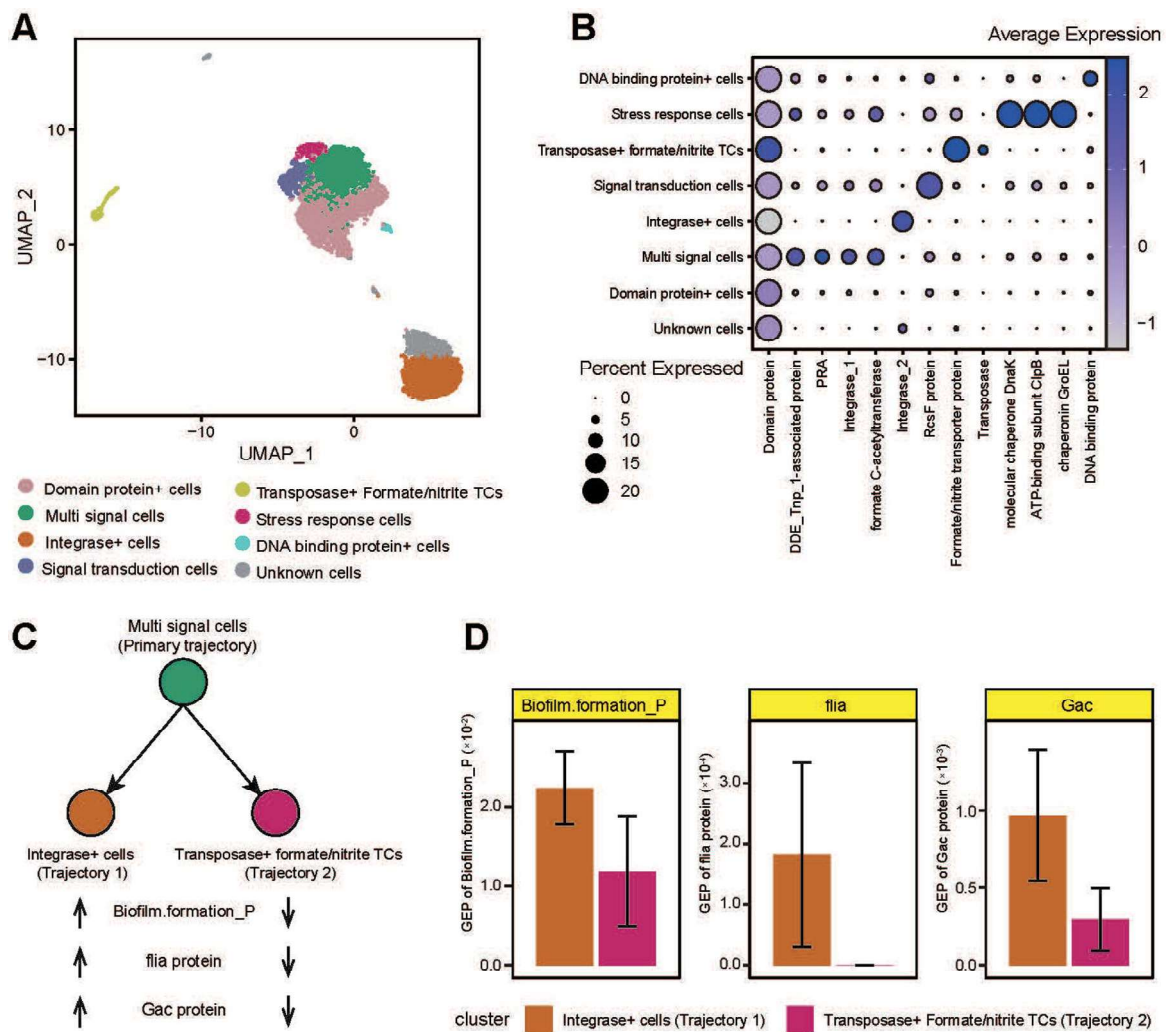 A
UMAP_2
10
0
−10
−10
0
UMAP_1
Domain protein+ cells
Multi signal cells
Integrase+ cells
Signal transduction cells
Transposase+ Formate/nitrite TCs
Stress response cells
DNA binding protein+ cells
Unknown cells
B
Average Expression
DNA binding protein+ cells
Stress response cells
Transposase+ formate/nitrite TCs
Signal transduction cells
Integrase+ cells
Multi signal cells
Domain protein+ cells
Unknown cells
2
1
0
−1
Percent Expressed
0
5
10
15
20
Domain protein
DDE_Tnp_1-associated protein
PRA
Integrase_1
formate C-acetyltransferase
Integrase_2
RcsF protein
Formate/nitrite transporter protein
Transposase
molecular chaperone DnaK
ATP-binding subunit ClpB
chaperonin GroEL
DNA binding protein
C
Multi signal cells
(Primary trajectory)
Integrase+ cells
(Trajectory 1)
Transposase+ formate/nitrite TCs
(Trajectory 2)
Biofilm.formation_P
flia protein
Gac protein
D
Biofilm.formation_P
GEP of Biofilm.formation_P (×10⁻²)
2.0
1.0
0.0
flia
GEP of flia protein (×10⁻⁴)
3.0
2.0
1.0
0.0
Gac
GEP of Gac protein (×10⁻³)
1.0
0.5
0.0
cluster
Integrase+ cells (Trajectory 1)
Transposase+ Formate/nitrite TCs (Trajectory 2)